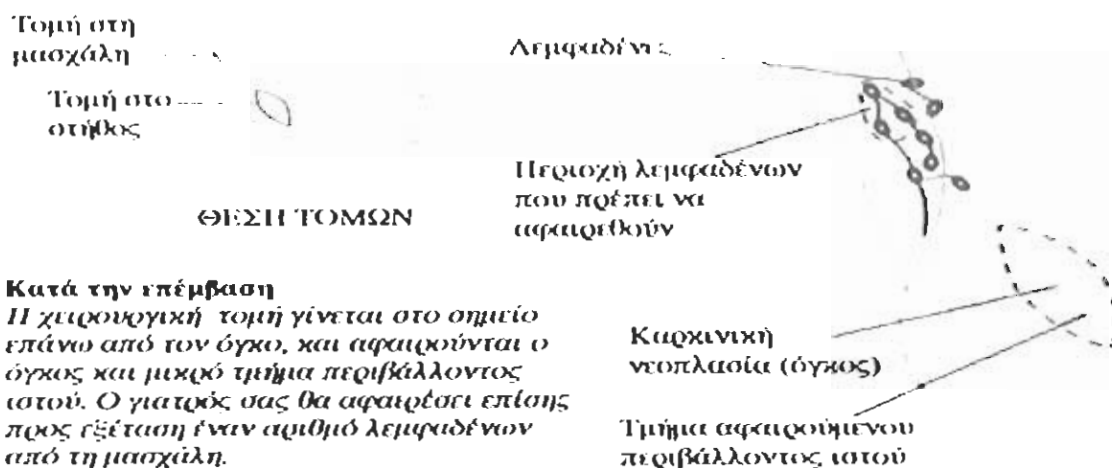 Τομή στη
μασχάλη
Τομή στο
στήθος
ΘΕΣΗ ΤΟΜΩΝ
Λεμφαδένες
Περιοχή λεμφαδένων
που πρέπει να
αφαιρεθούν
Κατά την επέμβαση
Η χειρουργική τομή γίνεται στο σημείο
επάνω από τον όγκο, και αφαιρούνται ο
όγκος και μικρό τμήμα περιβάλλοντος
ιστού. Ο γιατρός σας θα αφαιρέσει επίσης
προς εξέταση έναν αριθμό λεμφαδένων
από τη μασχάλη.
Καρκινική
νεοπλασία (όγκος)
Τμήμα αφαιρούμενου
περιβάλλοντος ιστού